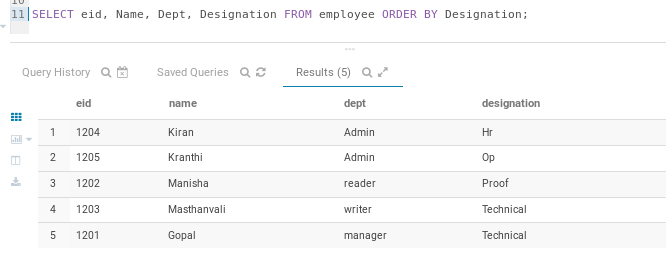 10
11 SELECT eid, Name, Dept, Designation FROM employee ORDER BY Designation;
Query History Saved Queries Results (5)
eid name dept designation
1 1204 Kiran Admin Hr
2 1205 Kranthi Admin Op
3 1202 Manisha reader Proof
4 1203 Masthanvali writer Technical
5 1201 Gopal manager Technical